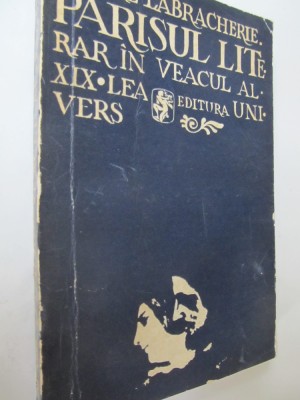 LABRACHERIE.
PARISUL LITE·
RAR ÎN VEACUL AL·
XIX·LEA EDITURA UNI·
VERS